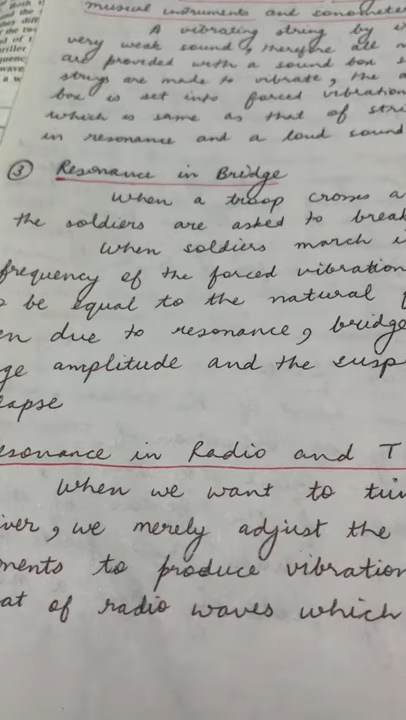 musical instruments and sonometer
A vibrating string by
very weak sound, therefore all
are provided with a sound box
strings are made to vibrate, the
box is set into forced vibration
which is same as that of
in resonance and a loud sound
③ Resonance in Bridge
When a troop crosses a
the soldiers are asked to break
When soldiers march
frequency of the forced vibration
be equal to the natural
en due to resonance, bridge
ge amplitude and the susp
lapse
esonance in Radio and T
When we want to
iver, we merely adjust the
ments to produce vibration
at of radio waves which